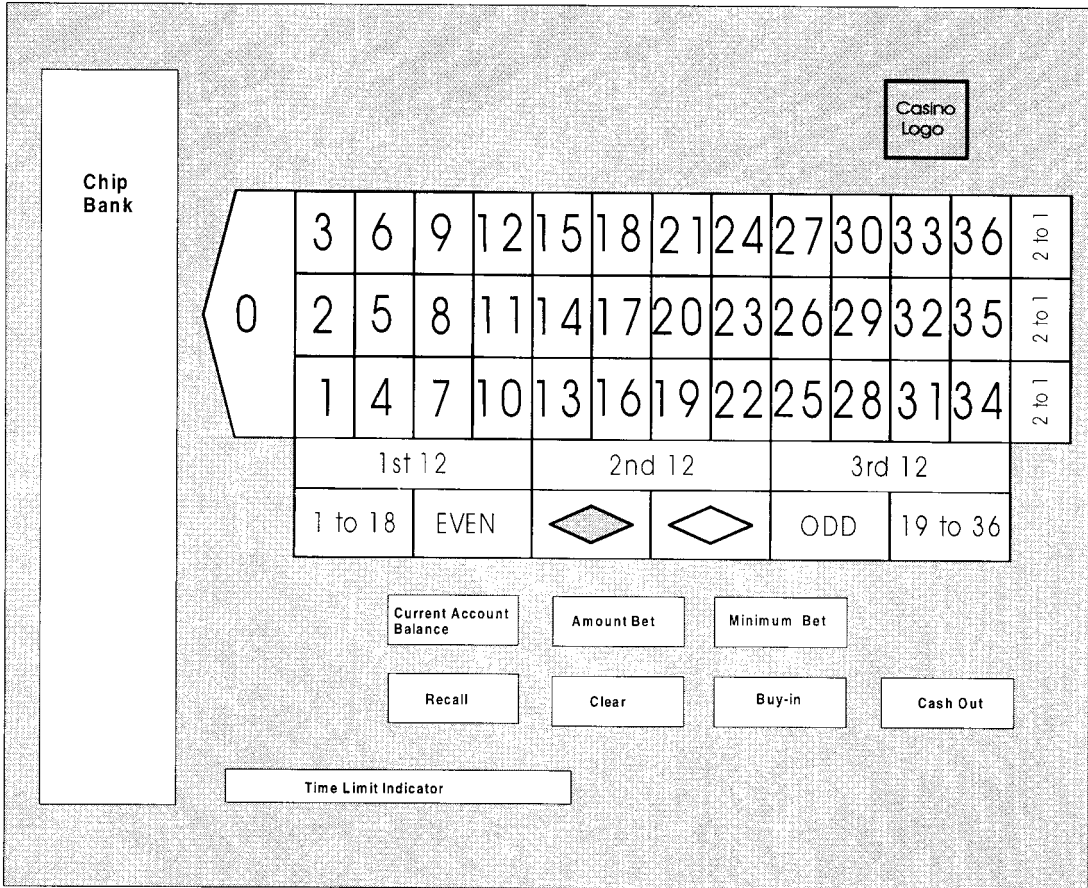 Casino
Logo
Chip
Bank
3 6 9 12 15 18 21 24 27 30 33 36 2 to 1
0 2 5 8 11 14 17 20 23 26 29 32 35 2 to 1
1 4 7 10 13 16 19 22 25 28 31 34 2 to 1
1st 12 2nd 12 3rd 12
1 to 18 EVEN ODD 19 to 36
Current Account
Balance
Amount Bet
Minimum Bet
Recall Clear Buy-in Cash Out
Time Limit Indicator